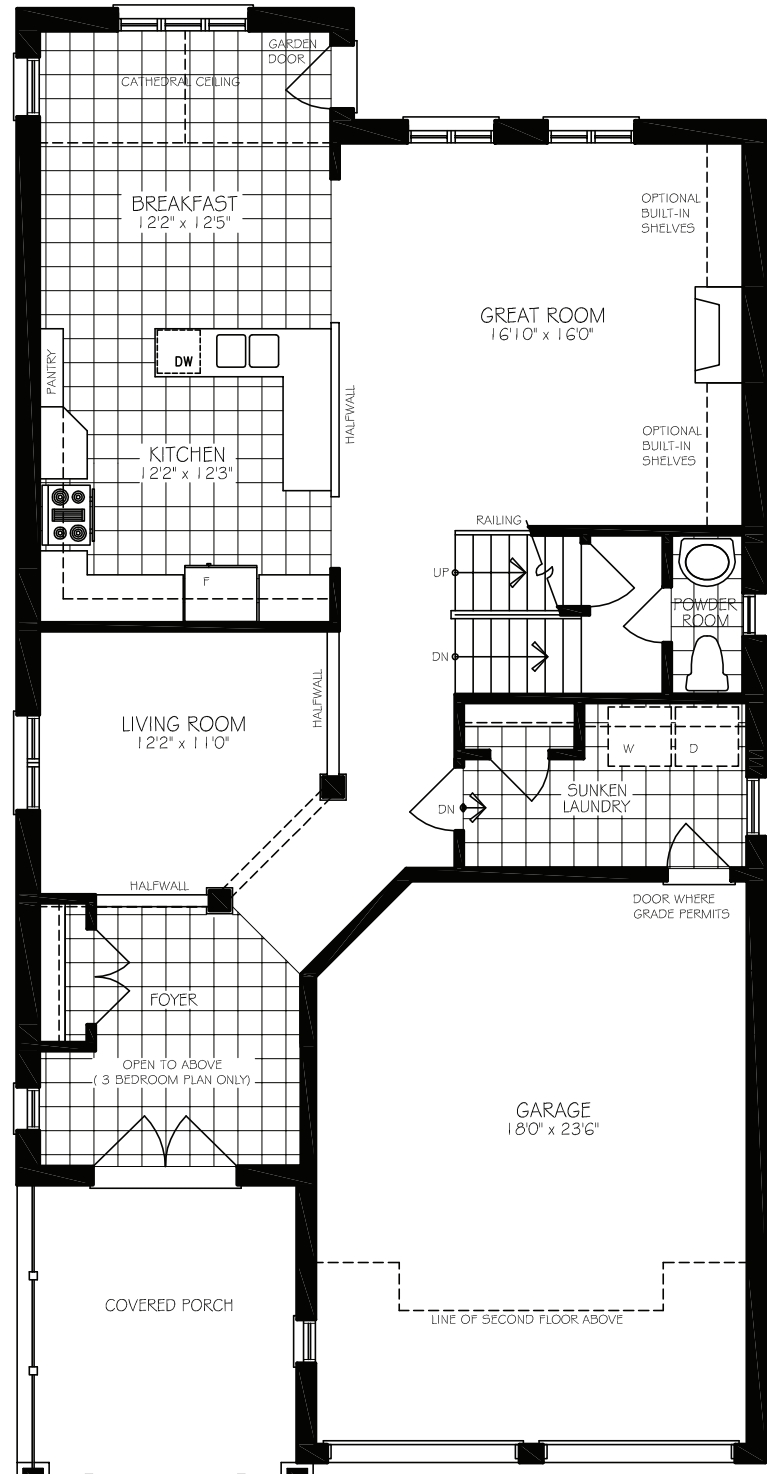 GARDEN
DOOR
CATHEDRAL CEILING
BREAKFAST
12'2" x 12'5"
OPTIONAL
BUILT-IN
SHELVES
GREAT ROOM
16'10" x 16'0"
DW
PANTRY
HALFWALL
KITCHEN
12'2" x 12'3"
OPTIONAL
BUILT-IN
SHELVES
RAILING
UP
F
POWDER
ROOM
DN
HALFWALL
LIVING ROOM
12'2" x 11'0"
W
D
SUNKEN
LAUNDRY
DN
HALFWALL
DOOR WHERE
GRADE PERMITS
FOYER
OPEN TO ABOVE
( 3 BEDROOM PLAN ONLY)
GARAGE
18'0" x 23'6"
COVERED PORCH
LINE OF SECOND FLOOR ABOVE